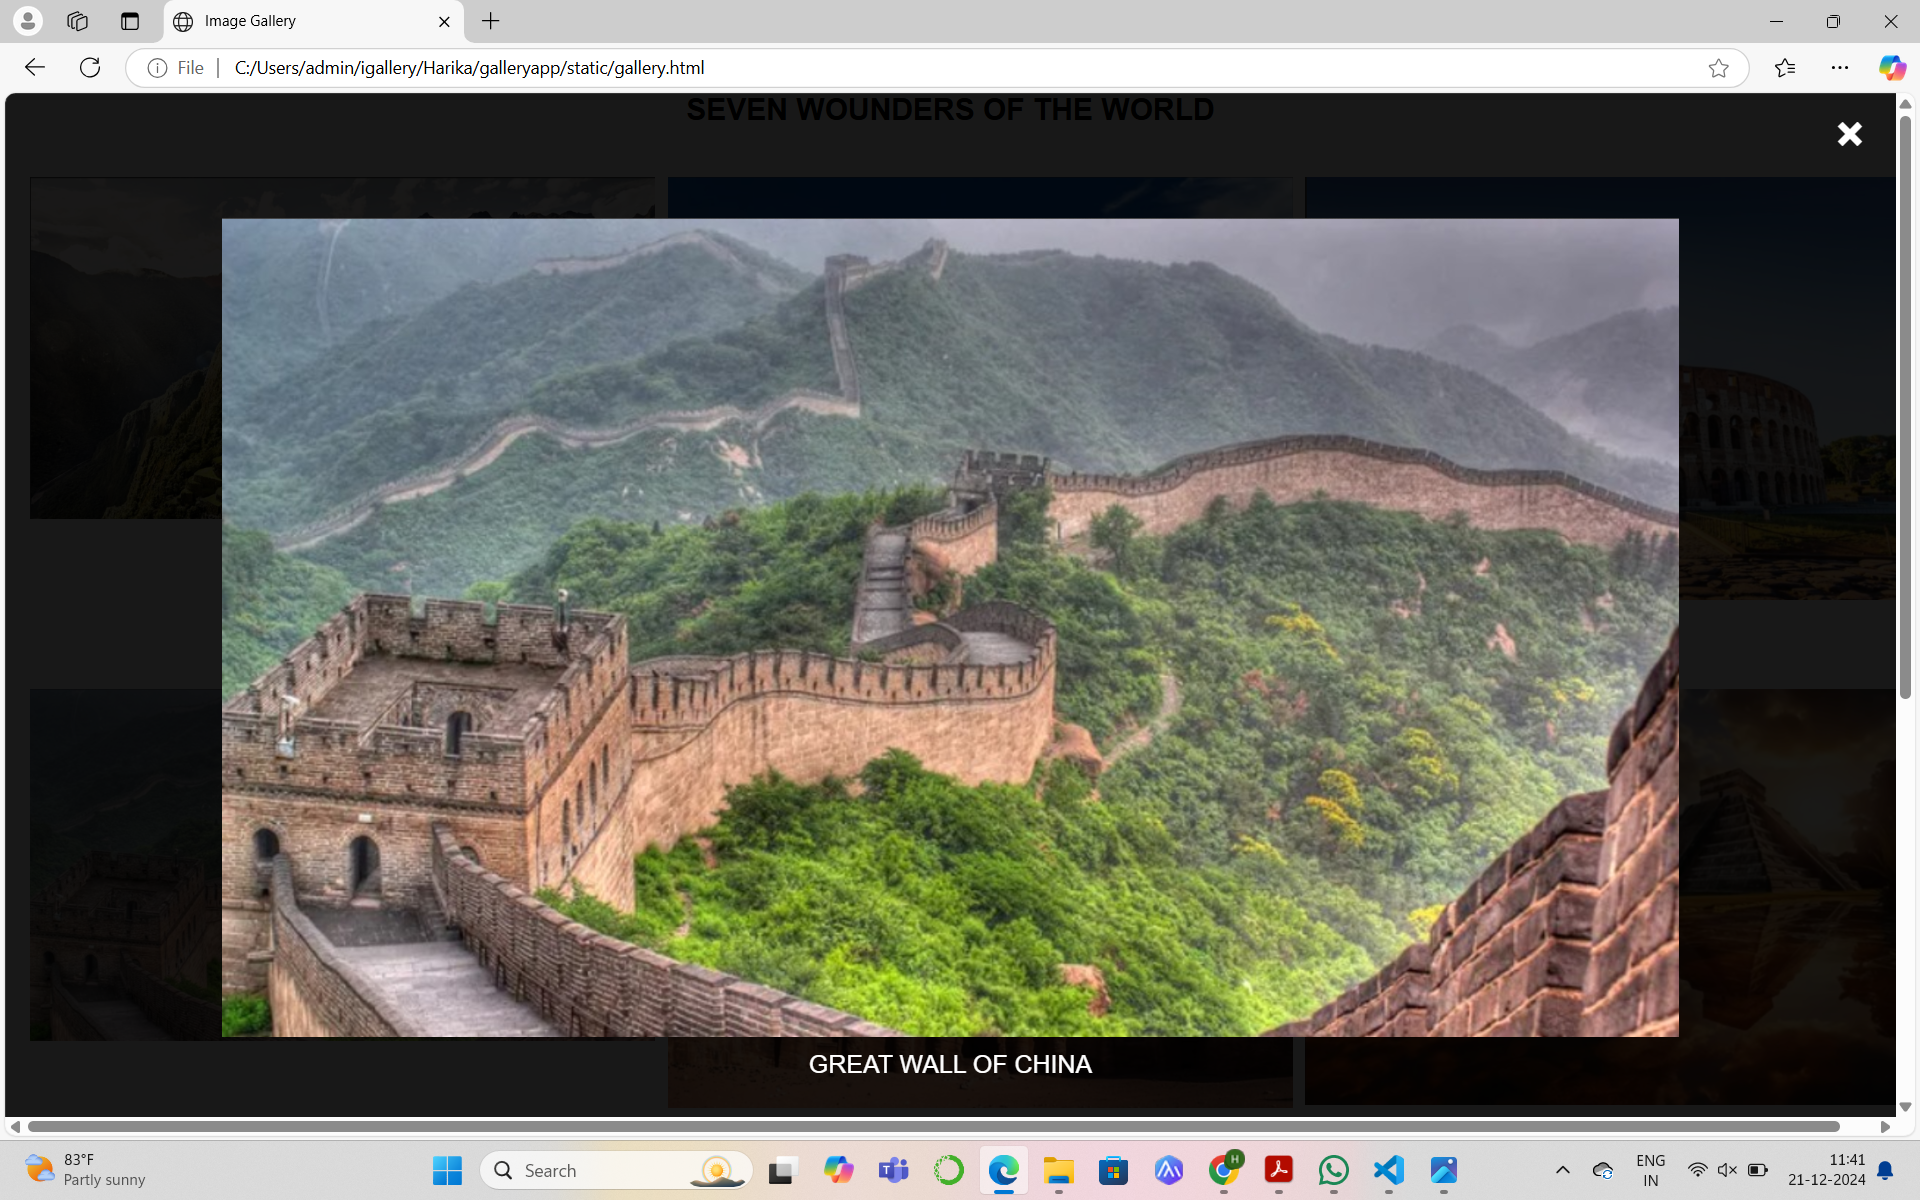 Image Gallery
File
C:/Users/admin/igallery/Harika/galleryapp/static/gallery.html
SEVEN WOUNDERS OF THE WORLD
GREAT WALL OF CHINA
83°F
Partly sunny
Search
H
ENG
IN
11:41
21-12-2024